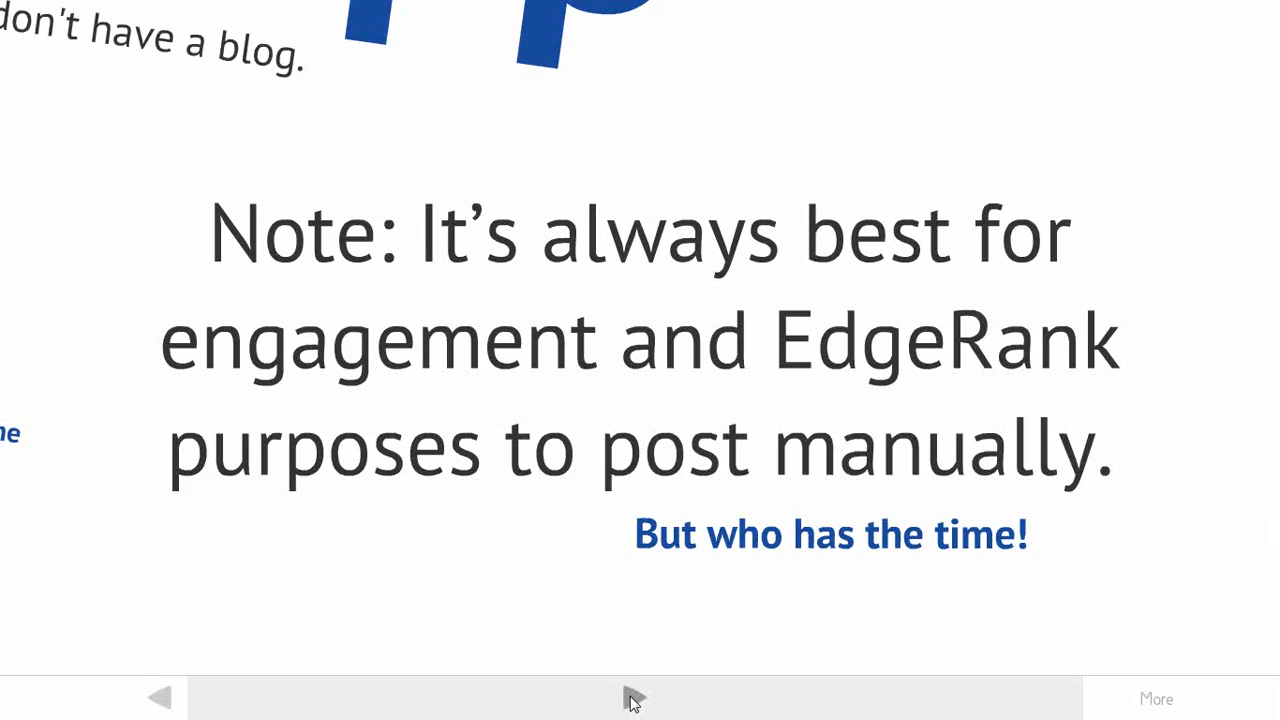 don't have a blog.
Note: It’s always best for
engagement and EdgeRank
purposes to post manually.
But who has the time!
More